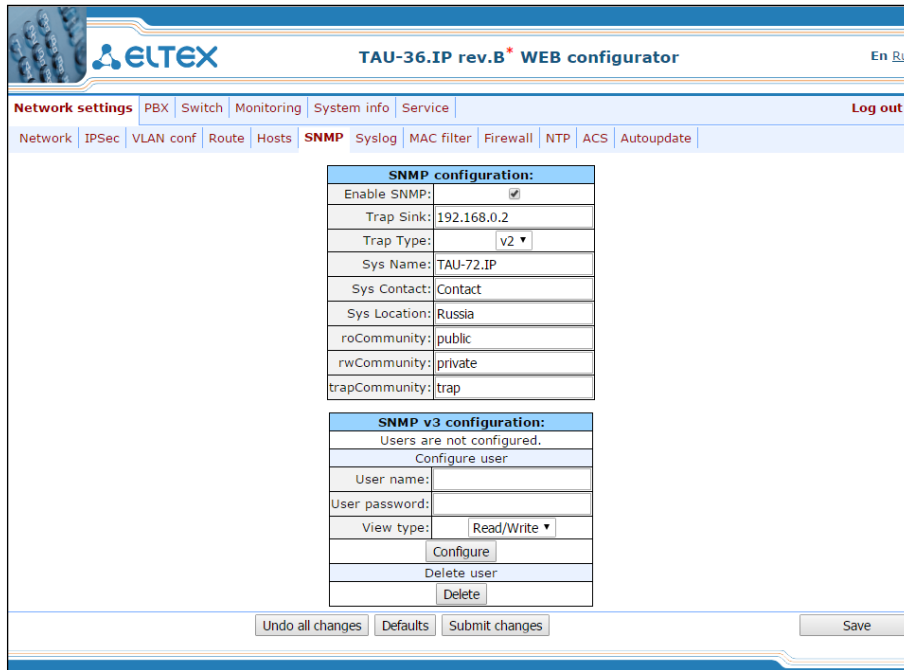 ELTEX
TAU-36.IP rev.B* WEB configurator
En Ru
Network settings PBX Switch Monitoring System info Service
Log out
Network IPSec VLAN conf Route Hosts SNMP Syslog MAC filter Firewall NTP ACS Autoupdate
SNMP configuration:
Enable SNMP:
Trap Sink: 192.168.0.2
Trap Type: v2
Sys Name: TAU-72.IP
Sys Contact: Contact
Sys Location: Russia
roCommunity: public
rwCommunity: private
trapCommunity: trap
SNMP v3 configuration:
Users are not configured.
Configure user
User name:
User password:
View type: Read/Write
Configure
Delete user
Delete
Undo all changes Defaults Submit changes Save